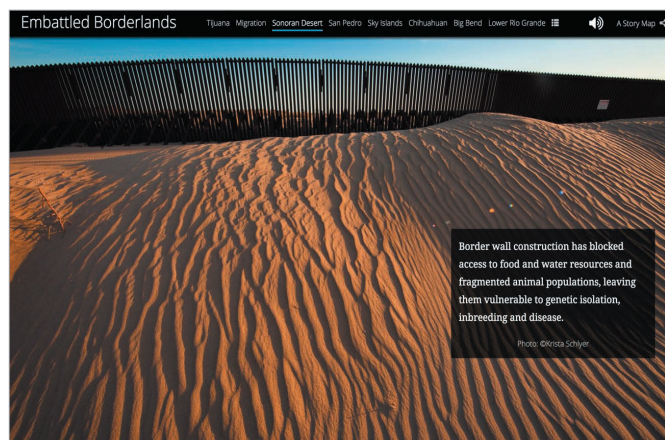 Embattled Borderlands
Tijuana Migration Sonoran Desert San Pedro Sky Islands Chihuahuan Big Bend Lower Rio Grande
A Story Map
Border wall construction has blocked
access to food and water resources and
fragmented animal populations, leaving
them vulnerable to genetic isolation,
inbreeding and disease.
Photo: ©Krista Schlyer